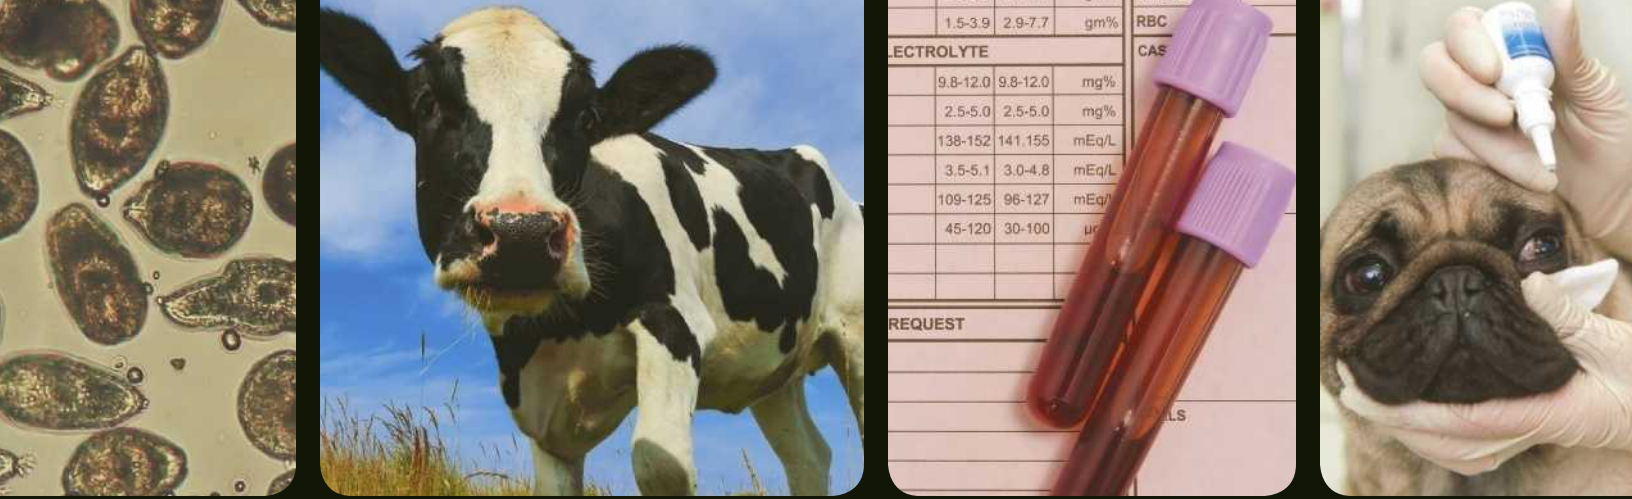 1.5-3.9 2.9-7.7 gm% RBC
LECTROLYTE CAS
9.8-12.0 9.8-12.0 mg%
2.5-5.0 2.5-5.0 mg%
138-152 141.155 mEq/L
3.5-5.1 3.0-4.8 mEq/L
109-125 96-127 mEq/
45-120 30-100
REQUEST
LS